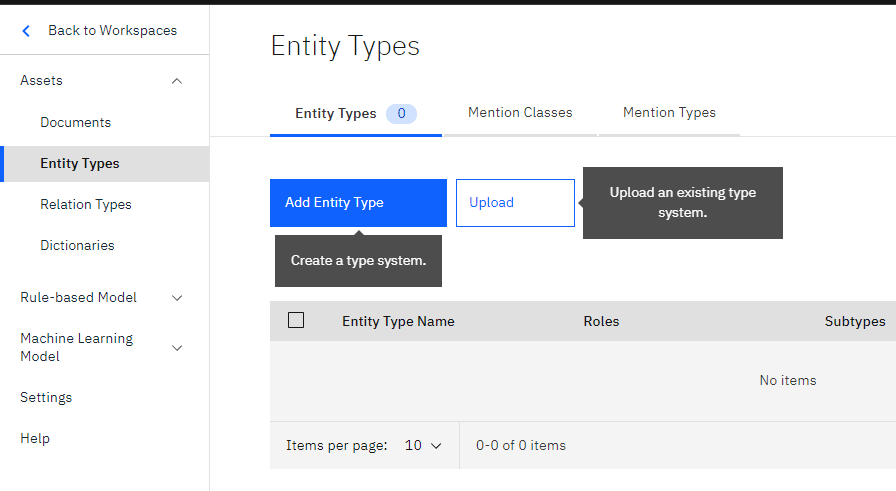 Back to Workspaces
Assets
Documents
Entity Types
Relation Types
Dictionaries
Rule-based Model
Machine Learning
Model
Settings
Help
Entity Types
Entity Types 0 Mention Classes Mention Types
Add Entity Type Upload
Upload an existing type
system.
Create a type system.
Entity Type Name Roles Subtypes
No items
Items per page: 10 0-0 of 0 items